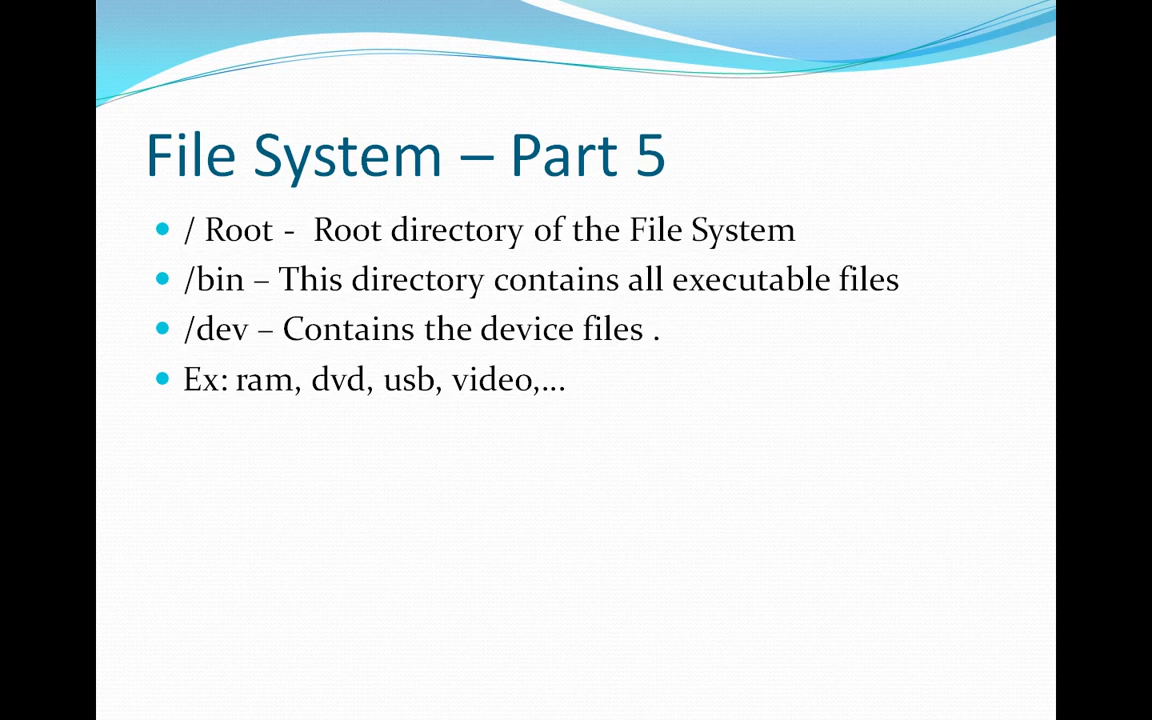 File System – Part 5
/ Root -  Root directory of the File System
/bin – This directory contains all executable files
/dev – Contains the device files .
Ex: ram, dvd, usb, video,...